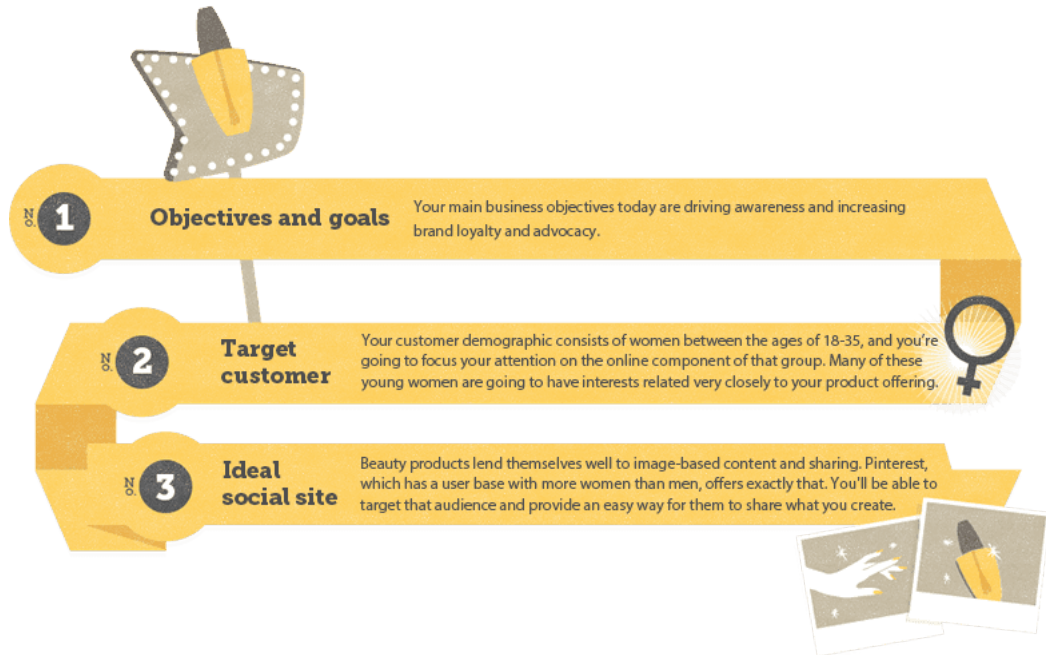 No. 1
Objectives and goals
Your main business objectives today are driving awareness and increasing
brand loyalty and advocacy.
No. 2
Target
customer
Your customer demographic consists of women between the ages of 18-35, and you're
going to focus your attention on the online component of that group. Many of these
young women are going to have interests related very closely to your product offering.
No. 3
Ideal
social site
Beauty products lend themselves well to image-based content and sharing. Pinterest,
which has a user base with more women than men, offers exactly that. You'll be able to
target that audience and provide an easy way for them to share what you create.